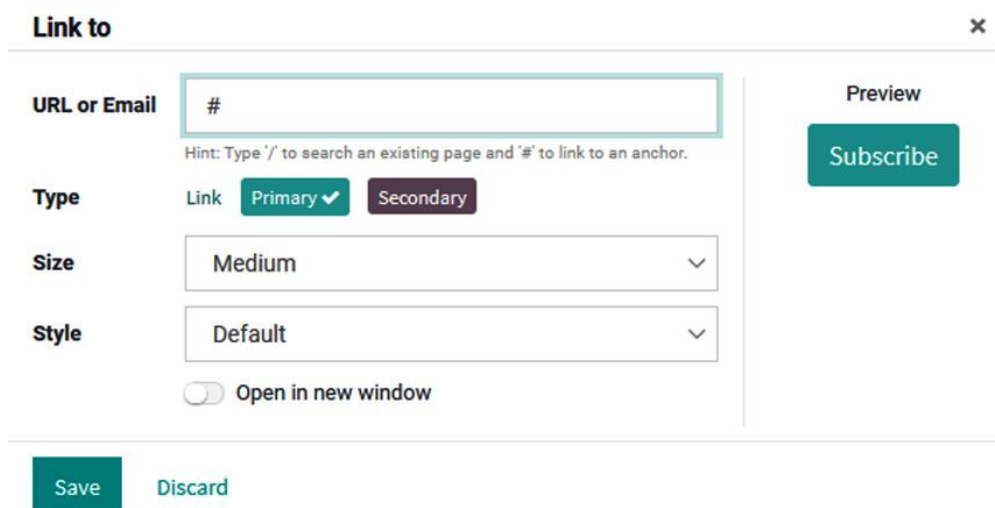 Link to ×
URL or Email # Preview
Hint: Type '/' to search an existing page and '#' to link to an anchor. Subscribe
Type Link Primary ✔ Secondary
Size Medium
Style Default
Open in new window
Save Discard